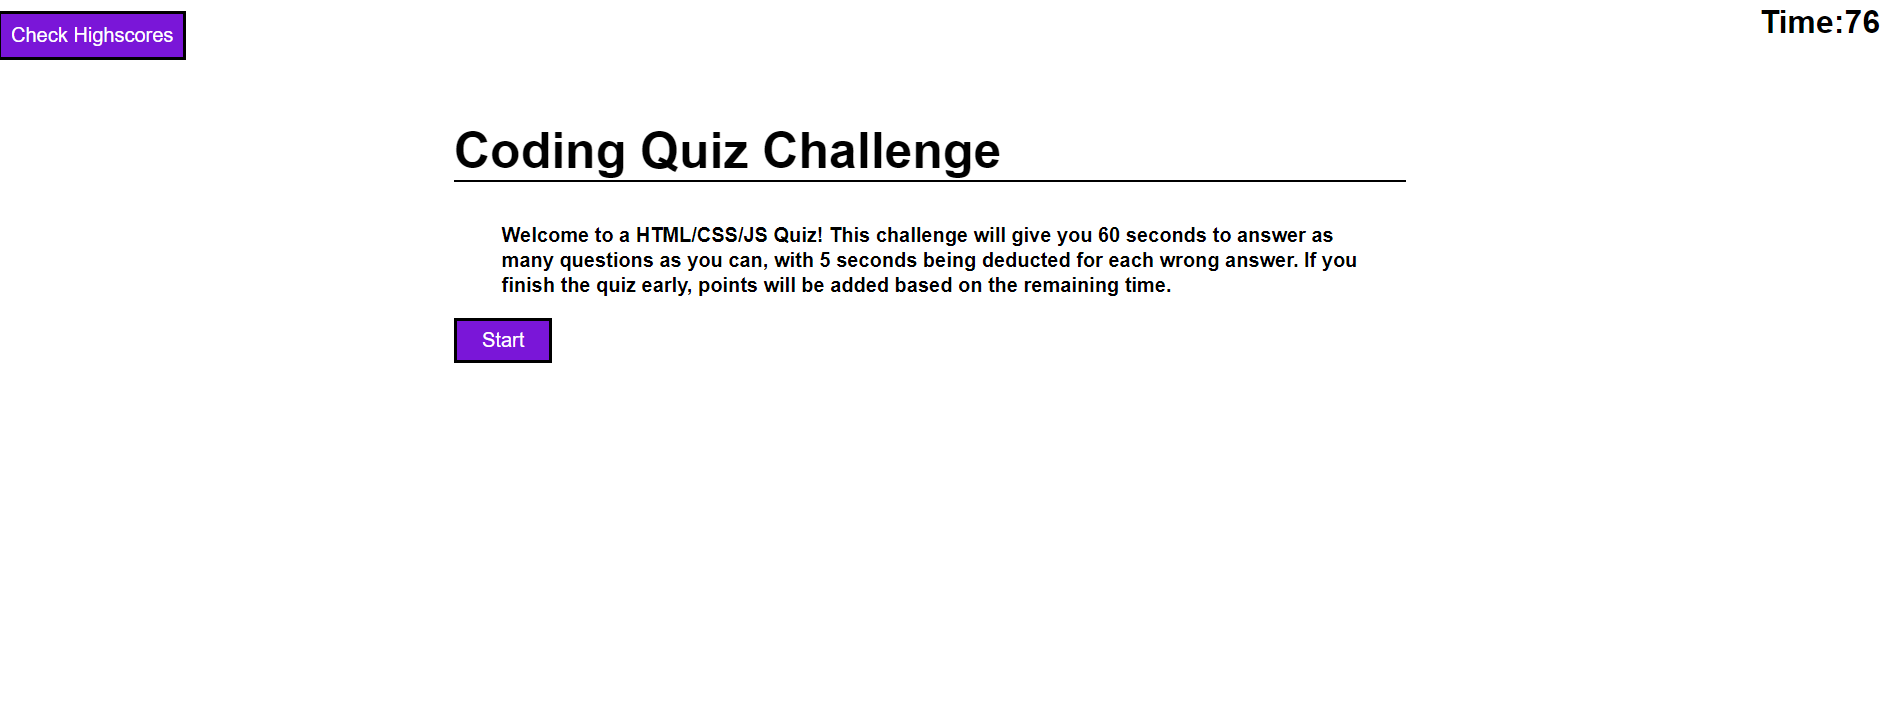 Check Highscores
Time:76
Coding Quiz Challenge
Welcome to a HTML/CSS/JS Quiz! This challenge will give you 60 seconds to answer as
many questions as you can, with 5 seconds being deducted for each wrong answer. If you
finish the quiz early, points will be added based on the remaining time.
Start